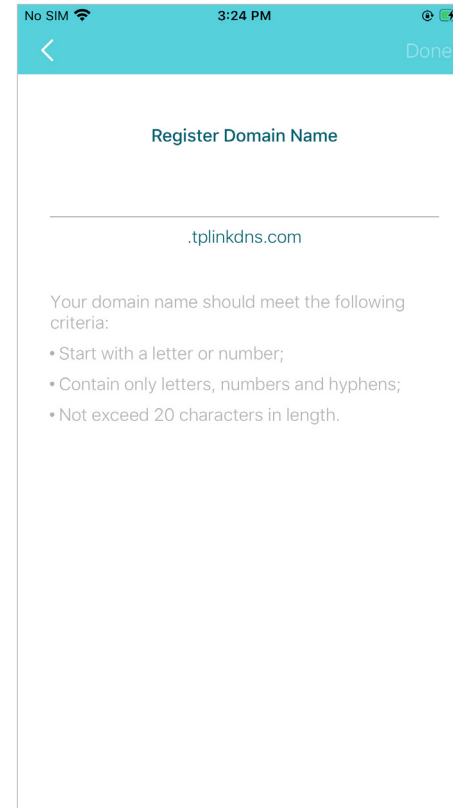 No SIM 3:24 PM
Done
Register Domain Name
.tplinkdns.com
Your domain name should meet the following
criteria:
• Start with a letter or number;
• Contain only letters, numbers and hyphens;
• Not exceed 20 characters in length.